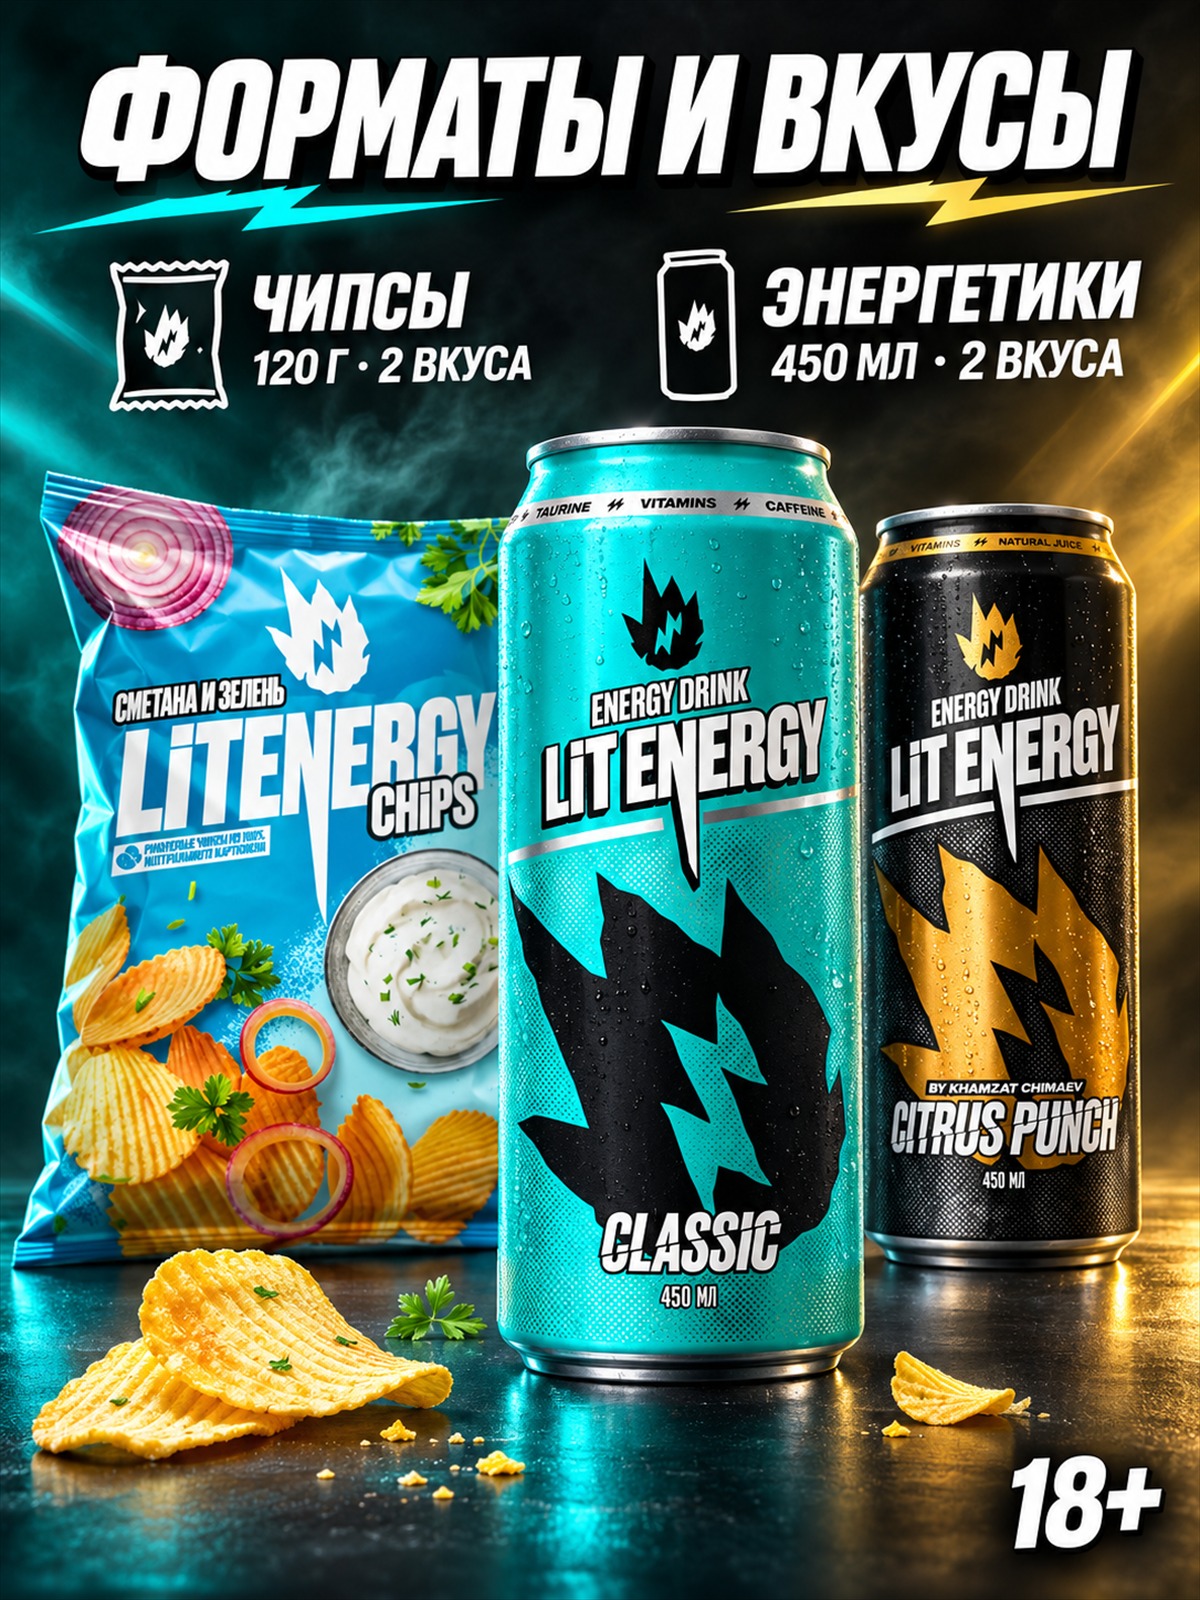 ФОРМАТЫ И ВКУСЫ
ЧИПСЫ
120 Г · 2 ВКУСА
ЭНЕРГЕТИКИ
450 МЛ · 2 ВКУСА
TAURINE VITAMINS CAFFEINE
VITAMINS NATURAL JUICE
СМЕТАНА И ЗЕЛЕНЬ
LiTENERGY
CHiPS
ENERGY DRINK
LiT ENERGY
CLASSIC
450 МЛ
ENERGY DRINK
LiT ENERGY
BY KHAMZAT CHIMAEV
CITRUS PUNCH
450 МЛ
18+